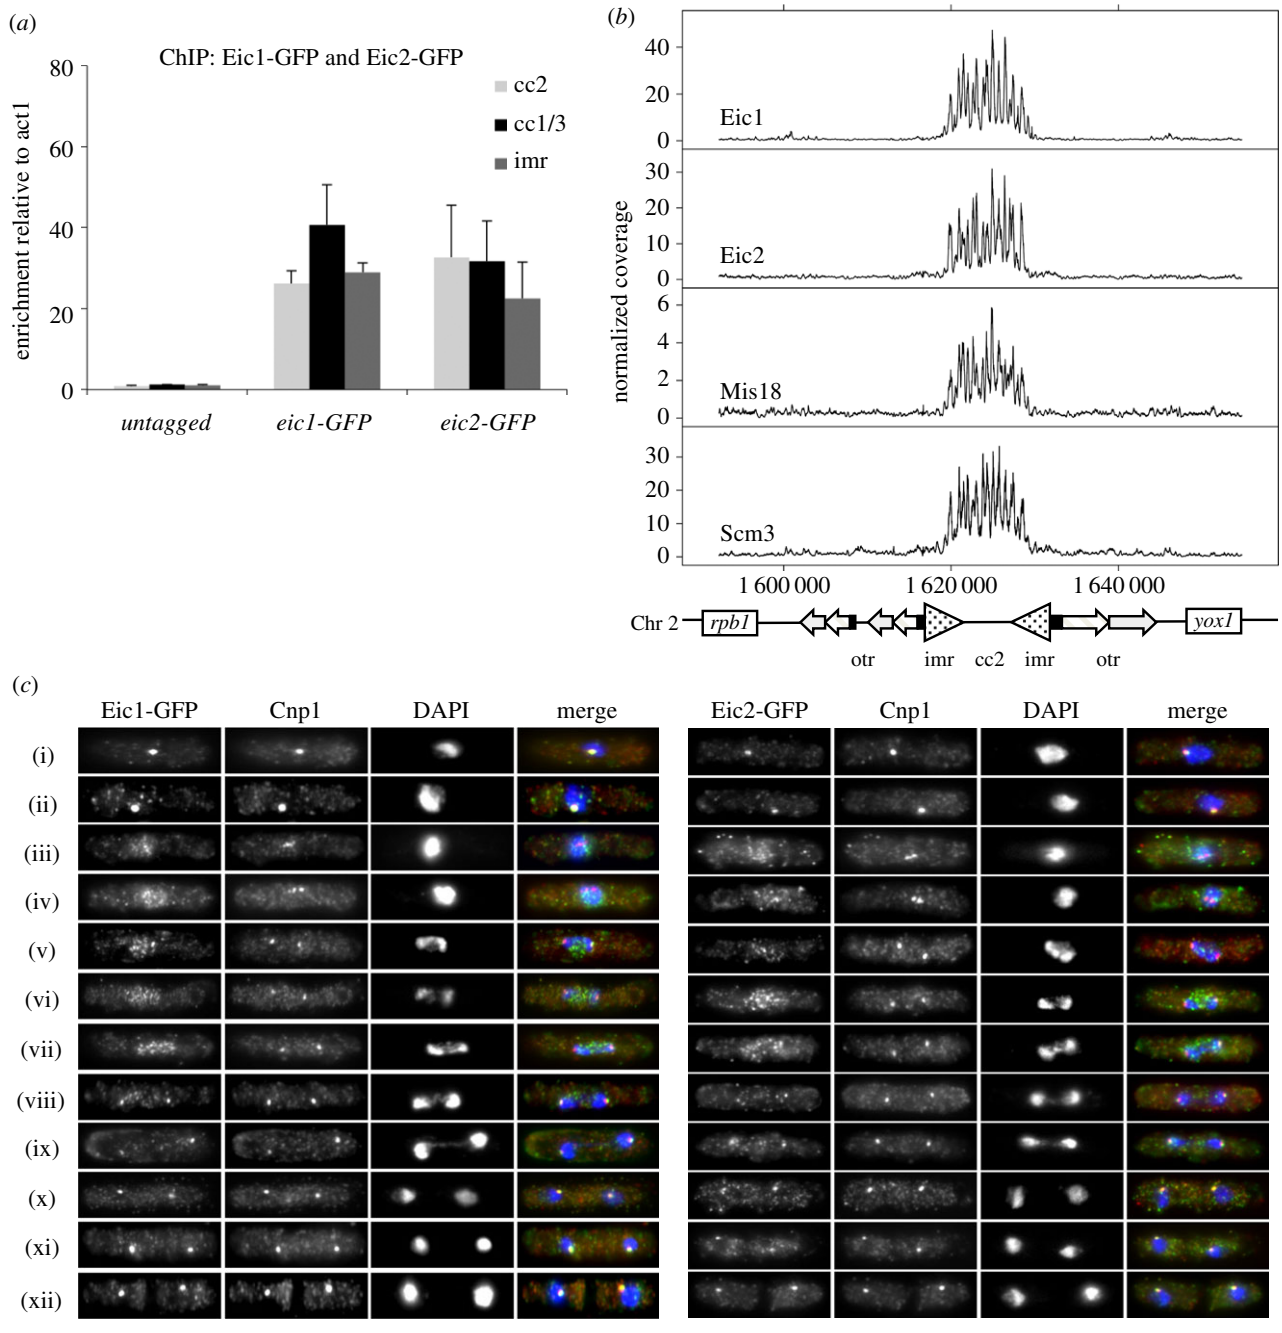 (a)
ChIP: Eic1-GFP and Eic2-GFP
enrichment relative to act1
80
60
40
20
0
cc2
cc1/3
imr
untagged eic1-GFP eic2-GFP
(b)
normalized coverage
40
20
0
Eic1
30
20
10
0
Eic2
6
4
2
0
Mis18
30
20
10
0
Scm3
1 600 000 1 620 000 1 640 000
Chr 2 rpb1 yox1
otr imr cc2 imr otr
(c)
Eic1-GFP Cnp1 DAPI merge Eic2-GFP Cnp1 DAPI merge
(i)
(ii)
(iii)
(iv)
(v)
(vi)
(vii)
(viii)
(ix)
(x)
(xi)
(xii)